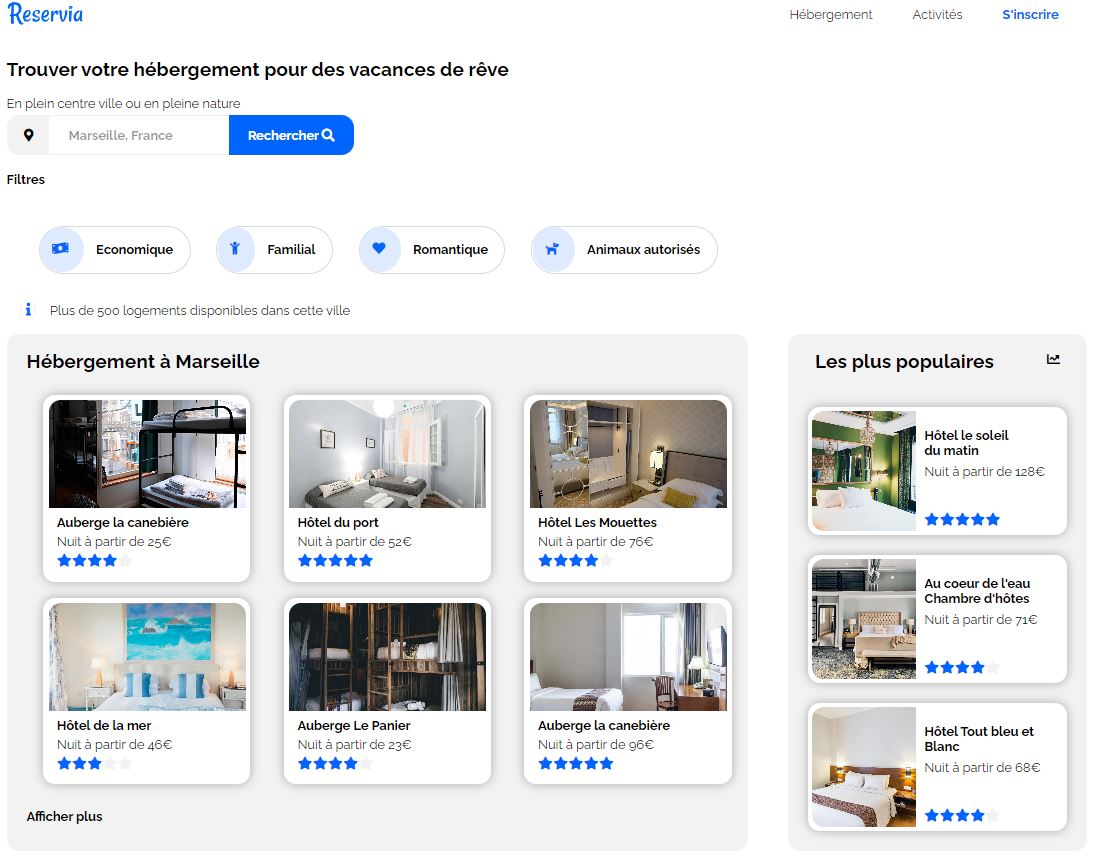 Reservia
Hébergement
Activités
S'inscrire
Trouver votre hébergement pour des vacances de rêve
En plein centre ville ou en pleine nature
Marseille, France
Rechercher
Filtres
Economique
Familial
Romantique
Animaux autorisés
Plus de 500 logements disponibles dans cette ville
Hébergement à Marseille
Auberge la canebière
Nuit à partir de 25€
Hôtel du port
Nuit à partir de 52€
Hôtel Les Mouettes
Nuit à partir de 76€
Hôtel de la mer
Nuit à partir de 46€
Auberge Le Panier
Nuit à partir de 23€
Auberge la canebière
Nuit à partir de 96€
Afficher plus
Les plus populaires
Hôtel le soleil
du matin
Nuit à partir de 128€
Au coeur de l'eau
Chambre d'hôtes
Nuit à partir de 71€
Hôtel Tout bleu et
Blanc
Nuit à partir de 68€